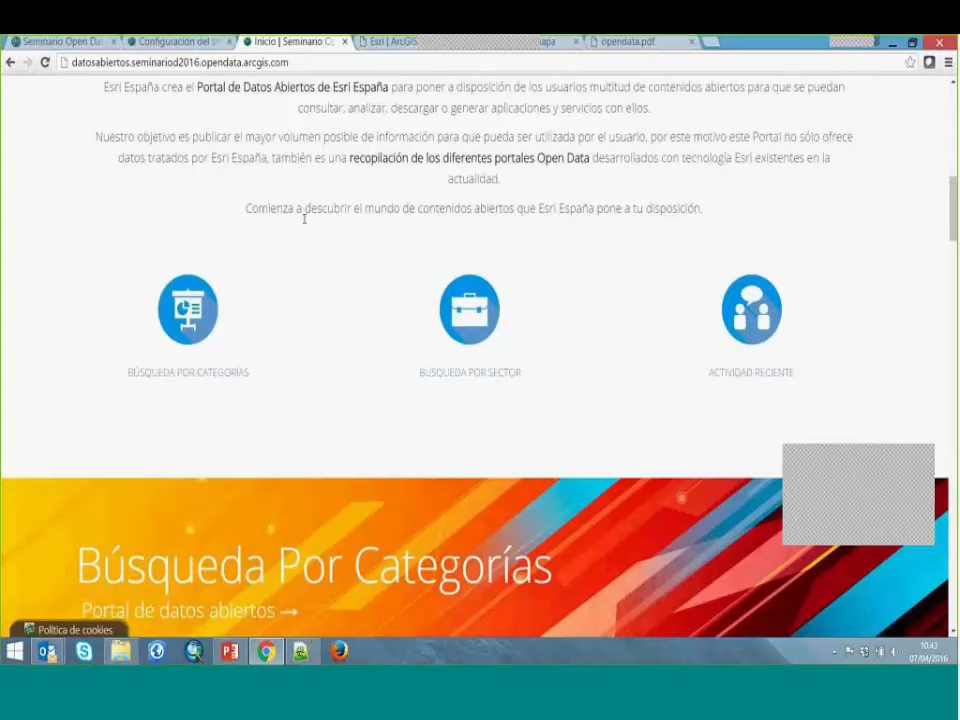 Seminario Open Da
Configuración del s
Inicio | Seminario O
Esri | ArcGIS
apa
opendata.pdf
datosabiertos.seminariod2016.opendata.arcgis.com
Esri España crea el Portal de Datos Abiertos de Esri España para poner a disposición de los usuarios multitud de contenidos abiertos para que se puedan
consultar, analizar, descargar o generar aplicaciones y servicios con ellos.
Nuestro objetivo es publicar el mayor volumen posible de información para que pueda ser utilizada por el usuario, por este motivo este Portal no sólo ofrece
datos tratados por Esri España, también es una recopilación de los diferentes portales Open Data desarrollados con tecnología Esri existentes en la
actualidad.
Comienza a descubrir el mundo de contenidos abiertos que Esri España pone a tu disposición.
BÚSQUEDA POR CATEGORÍAS
BÚSQUEDA POR SECTOR
ACTIVIDAD RECIENTE
Búsqueda Por Categorías
Portal de datos abiertos →
Política de cookies
10:43
07/04/2016